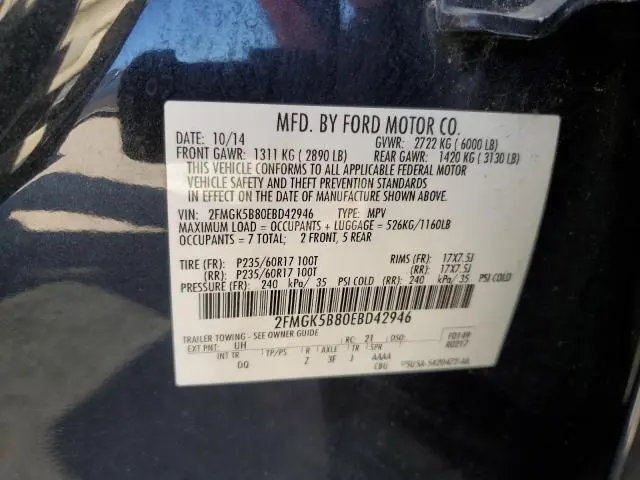 MFD. BY FORD MOTOR CO.
DATE: 10/14 GVWR: 2722 KG ( 6000 LB)
FRONT GAWR: 1311 KG ( 2890 LB) REAR GAWR: 1420 KG ( 3130 LB)
THIS VEHICLE CONFORMS TO ALL APPLICABLE FEDERAL MOTOR
VEHICLE SAFETY AND THEFT PREVENTION STANDARDS
IN EFFECT ON THE DATE OF MANUFACTURE SHOWN ABOVE.
VIN: 2FMGK5B80EBD42946 TYPE: MPV
MAXIMUM LOAD = OCCUPANTS + LUGGAGE = 526KG/1160LB
OCCUPANTS = 7 TOTAL; 2 FRONT, 5 REAR
TIRE (FR): P235/60R17 100T RIMS (FR): 17X7.5J
(RR): P235/60R17 100T (RR): 17X7.5J
PRESSURE (FR): 240 kPa/ 35 PSI COLD (RR): 240 kPa/ 35 PSI COLD
2FMGK5B80EBD42946
TRAILER TOWING - SEE OWNER GUIDE
EXT PNT: UH RC: 21 DSO: F0149
INT TR TP/PS R AXLE TR SPR R0217
DQ Z 3F J AAAA
CBU